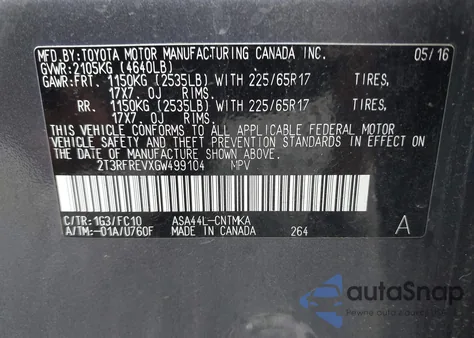 MFD.BY:TOYOTA MOTOR MANUFACTURING CANADA INC. 05/16
GVWR:2105KG (4640LB)
GAWR:FRT. 1150KG (2535LB) WITH 225/65R17 TIRES,
17X7.0J RIMS,
RR. 1150KG (2535LB) WITH 225/65R17 TIRES,
17X7.0J RIMS.
THIS VEHICLE CONFORMS TO ALL APPLICABLE FEDERAL MOTOR
VEHICLE SAFETY AND THEFT PREVENTION STANDARDS IN
EFFECT ON THE DATE OF MANUFACTURE SHOWN ABOVE.
2T3RFREVXGW499104 MPV
C/TR:1G3/FC10 ASA44L-CNTMKA A
A/TM:-01A/U760F MADE IN CANADA 264
autoSnap